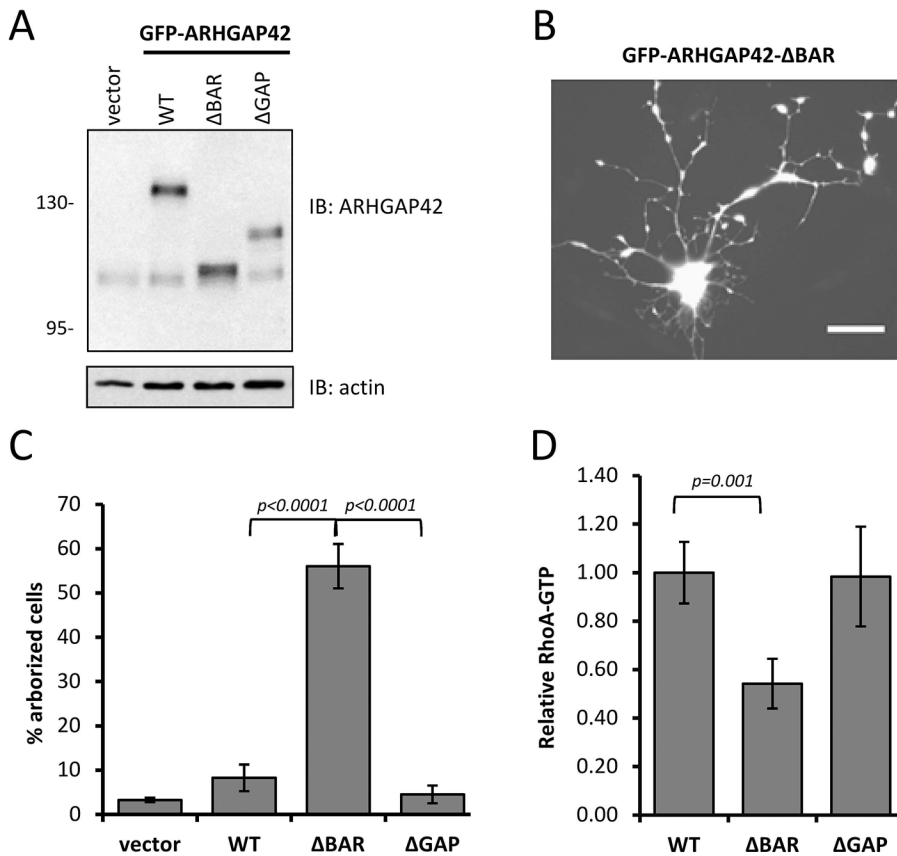 A
GFP-ARHGAP42
vector
WT
ΔBAR
ΔGAP
130-
95-
IB: ARHGAP42
IB: actin
B
GFP-ARHGAP42-ΔBAR
C
% arborized cells
70
60
50
40
30
20
10
0
p<0.0001
p<0.0001
vector
WT
ΔBAR
ΔGAP
D
Relative RhoA-GTP
1.40
1.20
1.00
0.80
0.60
0.40
0.20
0.00
p=0.001
WT
ΔBAR
ΔGAP